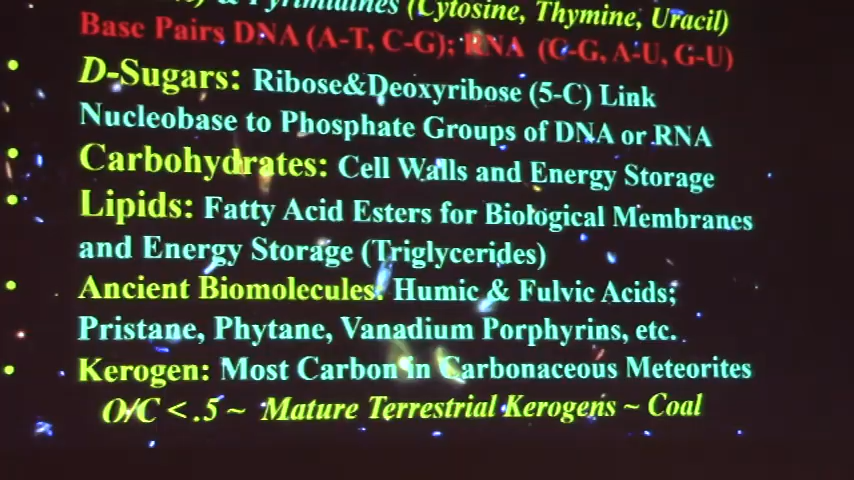 & Pyrimidines (Cytosine, Thymine, Uracil)
Base Pairs DNA (A-T, C-G); RNA (C-G, A-U, G-U)
• D-Sugars: Ribose&Deoxyribose (5-C) Link
Nucleobase to Phosphate Groups of DNA or RNA
• Carbohydrates: Cell Walls and Energy Storage
• Lipids: Fatty Acid Esters for Biological Membranes
and Energy Storage (Triglycerides)
• Ancient Biomolecules: Humic & Fulvic Acids;
Pristane, Phytane, Vanadium Porphyrins, etc.
• Kerogen: Most Carbon in Carbonaceous Meteorites
O/C < .5 ~ Mature Terrestrial Kerogens ~ Coal